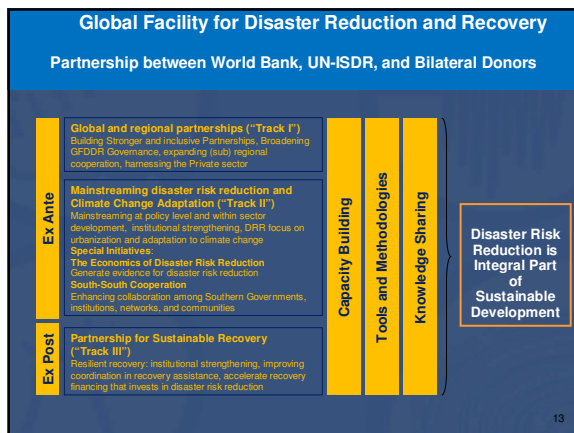 Global Facility for Disaster Reduction and Recovery
Partnership between World Bank, UN-ISDR, and Bilateral Donors
Ex Ante
Global and regional partnerships (“Track I”)
Building Stronger and inclusive Partnerships, Broadening
GFDDR Governance, expanding (sub) regional
cooperation, harnessing the Private sector
Mainstreaming disaster risk reduction and
Climate Change Adaptation (“Track II”)
Mainstreaming at policy level and within sector
development, institutional strengthening, DRR focus on
urbanization and adaptation to climate change
Special Initiatives:
The Economics of Disaster Risk Reduction
Generate evidence for disaster risk reduction
South-South Cooperation
Enhancing collaboration among Southern Governments,
institutions, networks, and communities
Ex Post
Partnership for Sustainable Recovery
(“Track III”)
Resilient recovery: institutional strengthening, improving
coordination in recovery assistance, accelerate recovery
financing that invests in disaster risk reduction
Capacity Building
Tools and Methodologies
Knowledge Sharing
Disaster Risk
Reduction is
Integral Part
of
Sustainable
Development
13